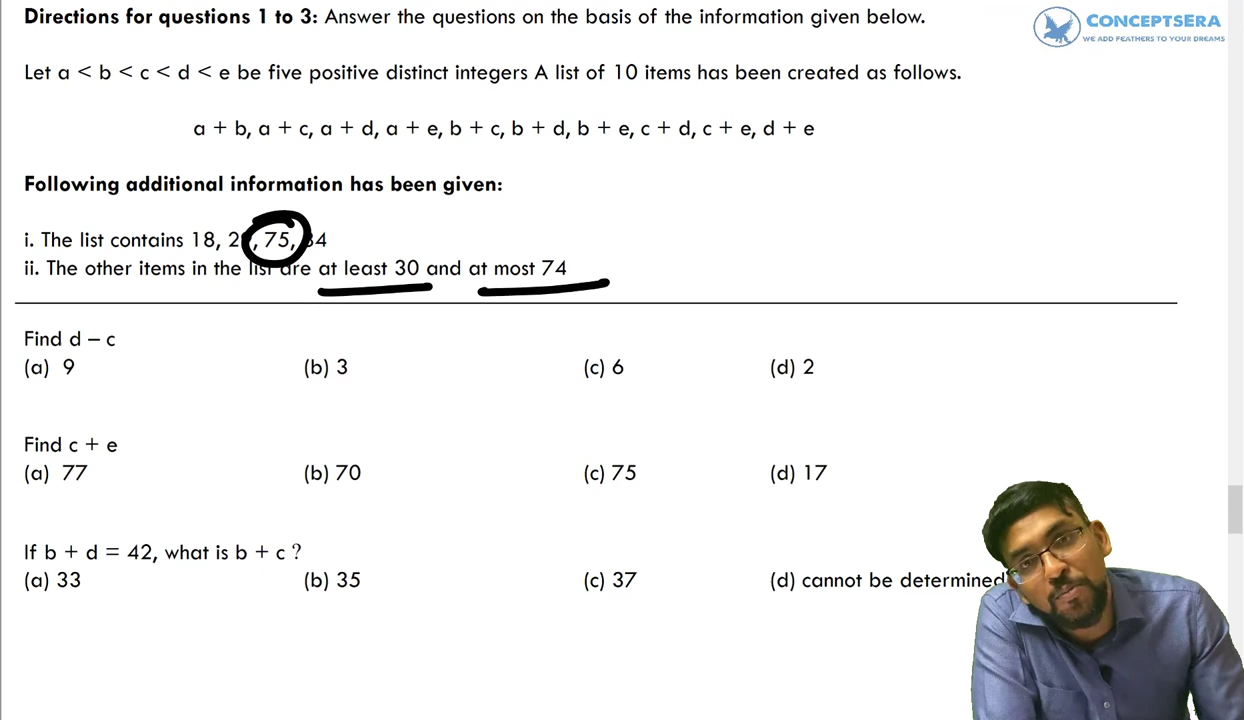 Directions for questions 1 to 3: Answer the questions on the basis of the information given below.
CONCEPTSERA
WE ADD FEATHERS TO YOUR DREAMS
Let a < b < c < d < e be five positive distinct integers A list of 10 items has been created as follows.
a + b, a + c, a + d, a + e, b + c, b + d, b + e, c + d, c + e, d + e
Following additional information has been given:
i. The list contains 18, 75,
ii. The other items in the list are at least 30 and at most 74
Find d – c
(a) 9 (b) 3 (c) 6 (d) 2
Find c + e
(a) 77 (b) 70 (c) 75 (d) 17
If b + d = 42, what is b + c ?
(a) 33 (b) 35 (c) 37 (d) cannot be determined